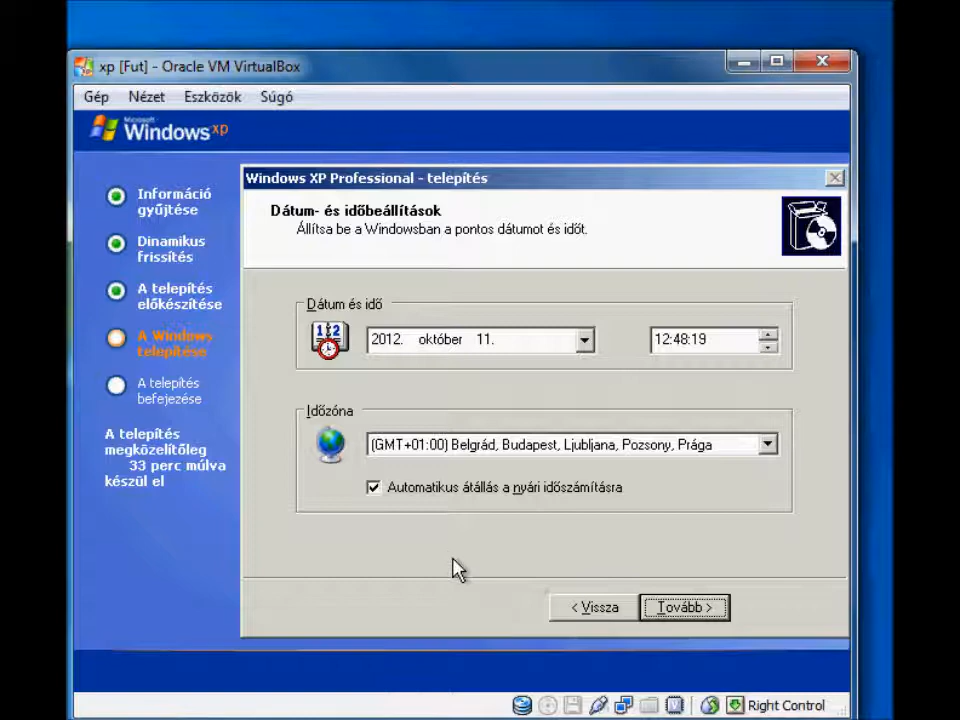 xp [Fut] - Oracle VM VirtualBox
Gép Nézet Eszközök Súgó
Microsoft
Windows xp
Információ
gyűjtése
Dinamikus
frissítés
A telepítés
előkészítése
A Windows
telepítése
A telepítés
befejezése
A telepítés
megközelítőleg
33 perc múlva
készül el
Windows XP Professional - telepítés
Dátum- és időbeállítások
Állítsa be a Windowsban a pontos dátumot és időt.
Dátum és idő
2012. október 11.
12:48:19
Időzóna
(GMT+01:00) Belgrád, Budapest, Ljubljana, Pozsony, Prága
Automatikus átállás a nyári időszámításra
< Vissza
Tovább >
Right Control